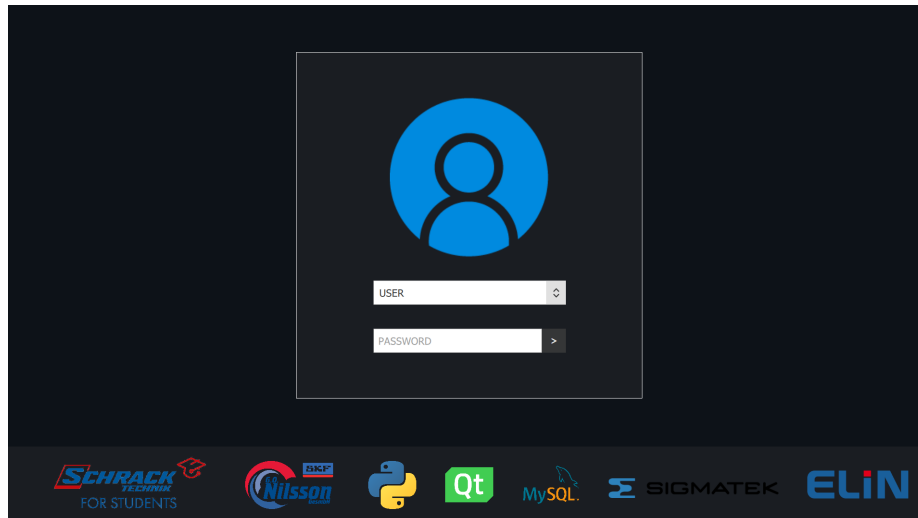 USER
PASSWORD
>
SCHRACK
TECHNIK
FOR STUDENTS
SKF
Nilsson
Qt
MySQL.
SIGMATEK
ELiN